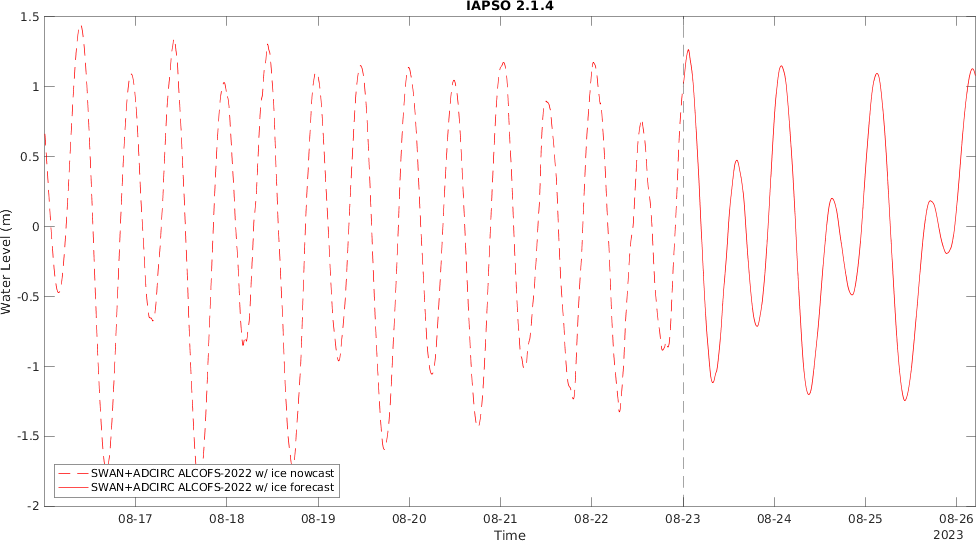 IAPSO 2.1.4
1.5
1
0.5
0
-0.5
-1
-1.5
-2
Water Level (m)
SWAN+ADCIRC ALCOFS-2022 w/ ice nowcast
SWAN+ADCIRC ALCOFS-2022 w/ ice forecast
08-17 08-18 08-19 08-20 08-21 08-22 08-23 08-24 08-25 08-26
Time
2023